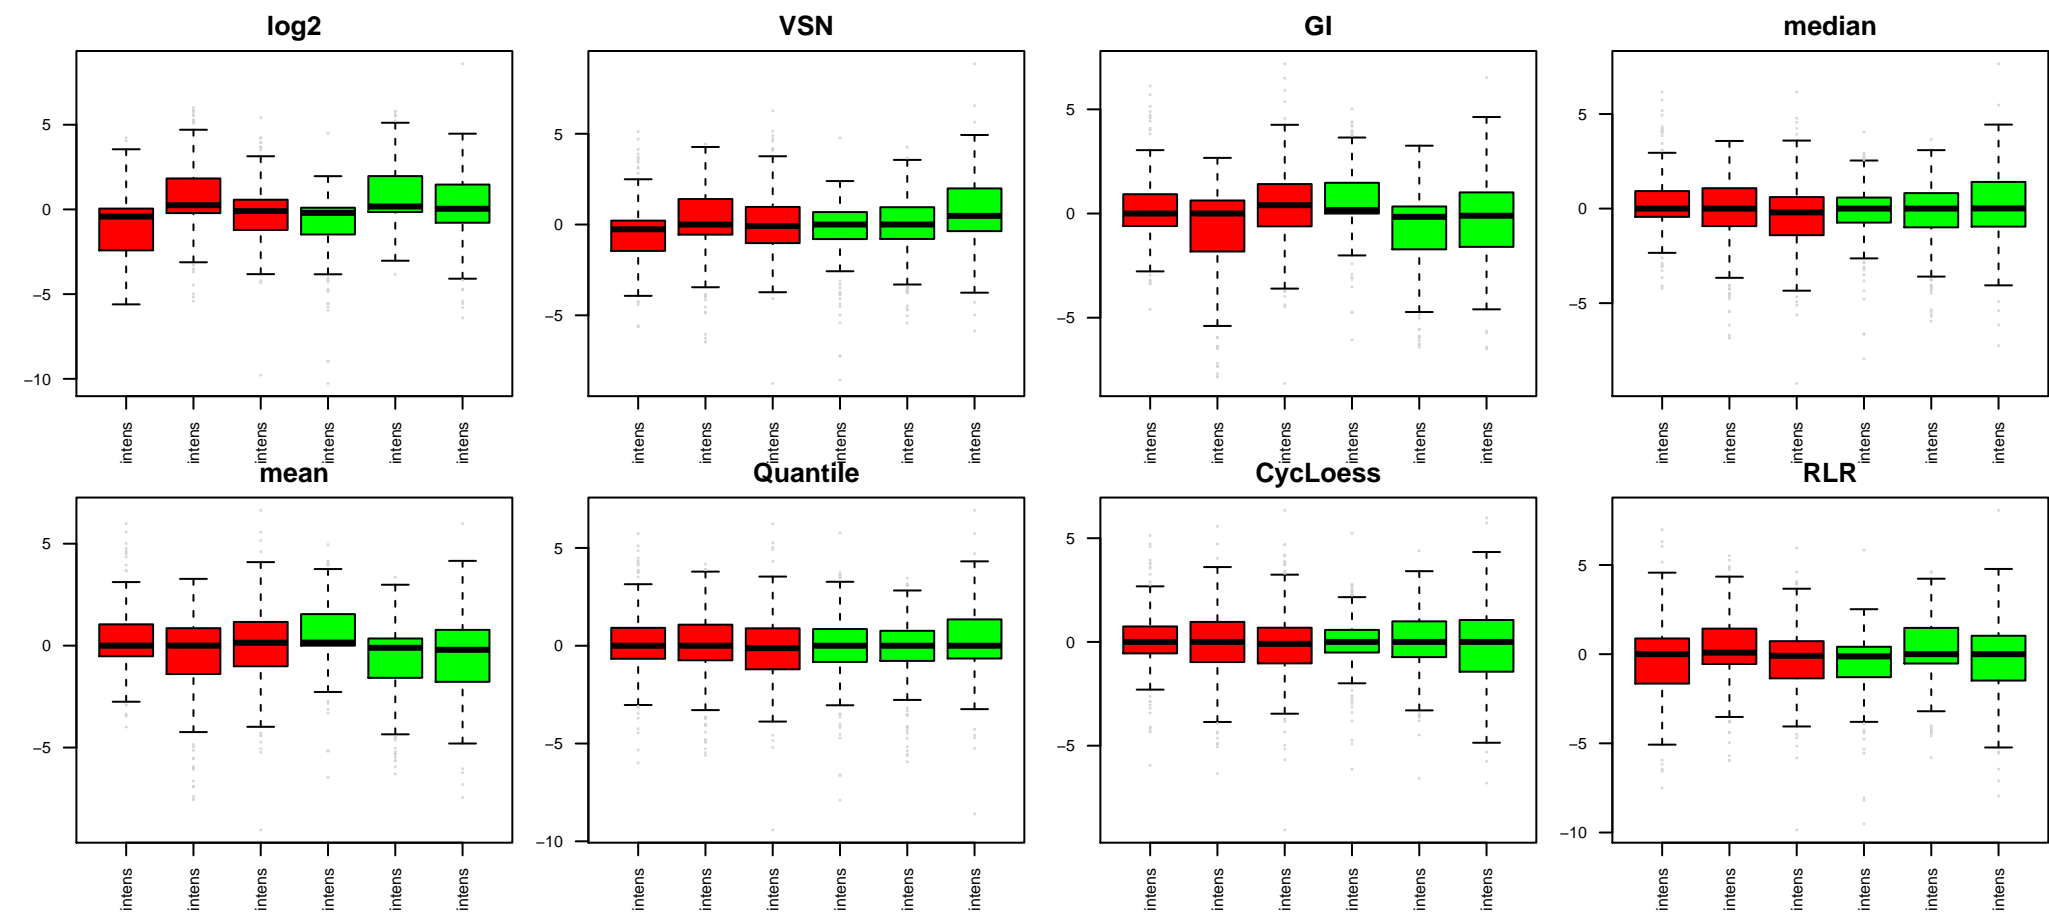 log2 VSN GI median
5 5 5 5
0 0 0 0
−5 −5 −5 −5
−10
intens intens intens intens intens intens intens intens intens intens intens intens intens intens intens intens intens intens intens intens intens intens intens intens
mean Quantile CycLoess RLR
5 5 5 5
0 0 0 0
−5 −5 −5 −5
−10 −10
intens intens intens intens intens intens intens intens intens intens intens intens intens intens intens intens intens intens intens intens intens intens intens intens